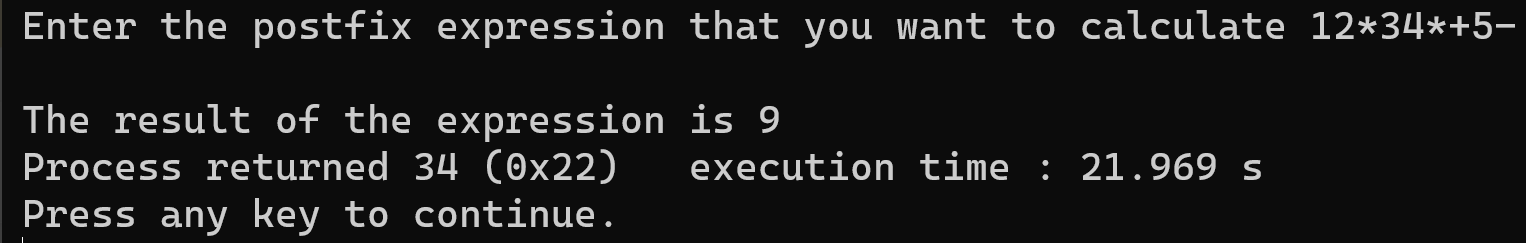 Enter the postfix expression that you want to calculate 12*34*+5-
The result of the expression is 9
Process returned 34 (0x22)   execution time : 21.969 s
Press any key to continue.